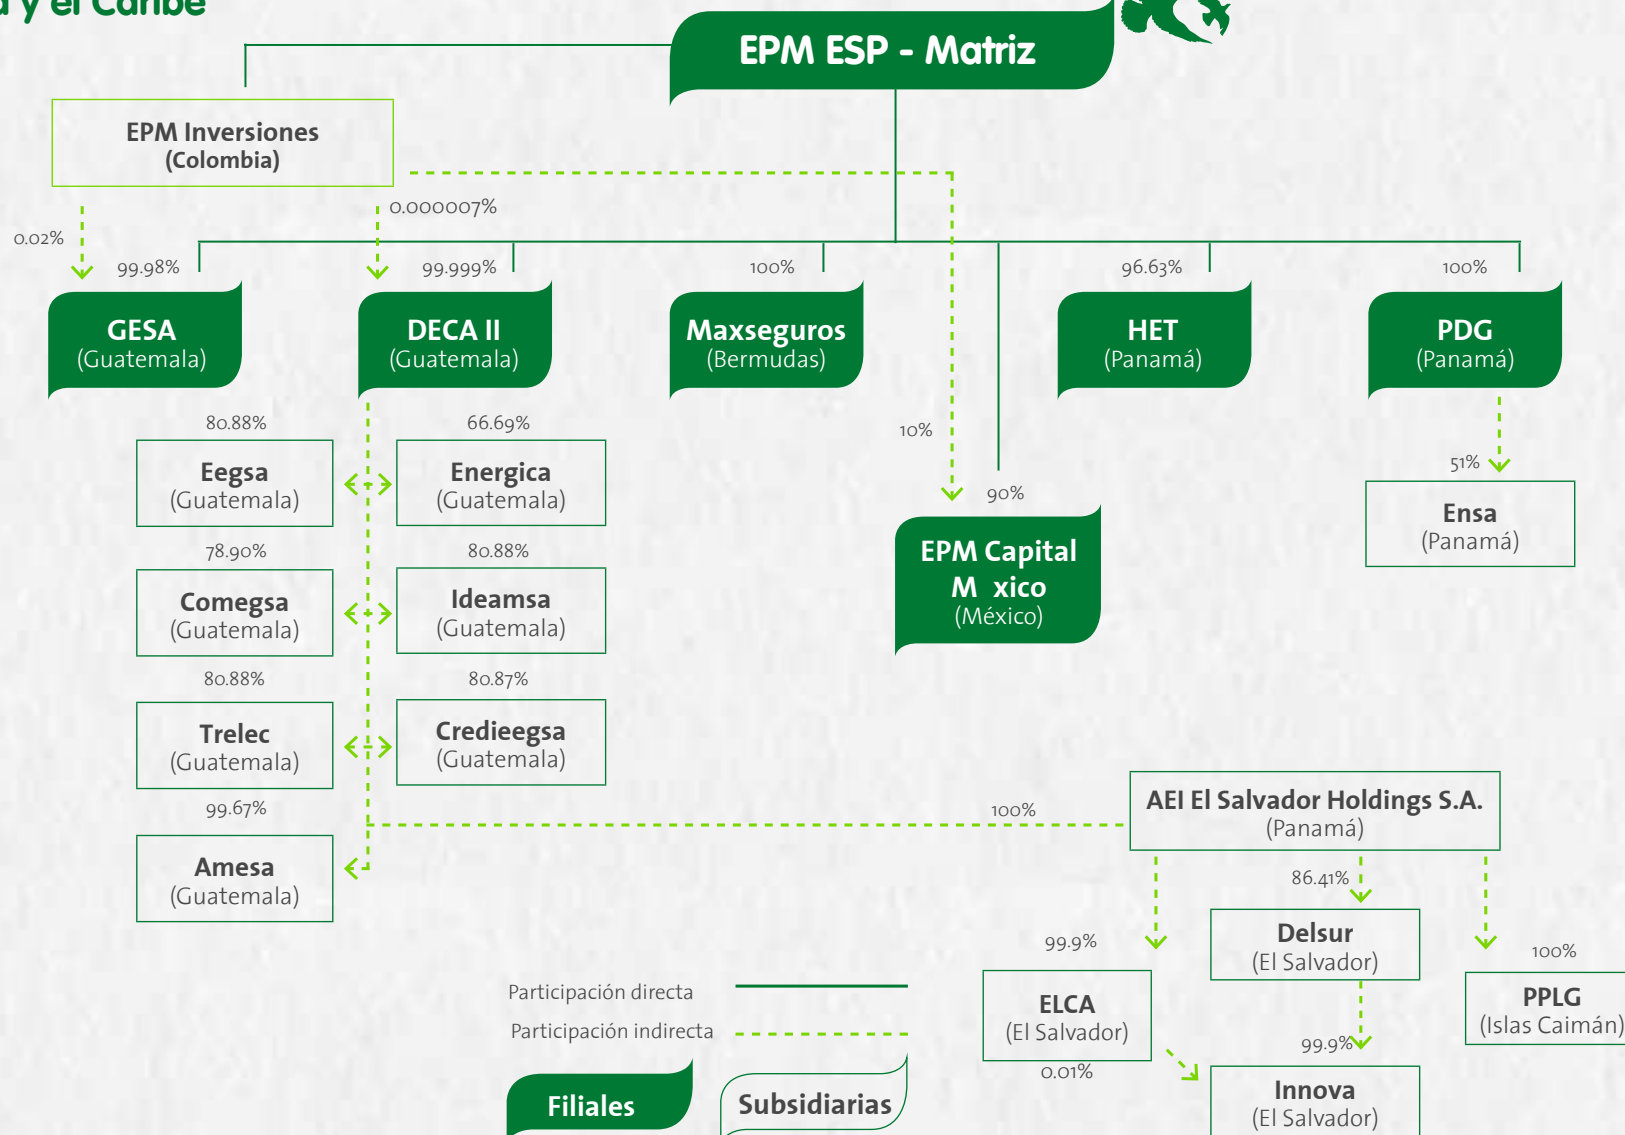 y el Caribe
EPM ESP - Matriz
EPM Inversiones
(Colombia)
0.000007%
0.02%
99.98%
99.999%
100%
96.63%
100%
GESA
(Guatemala)
DECA II
(Guatemala)
Maxseguros
(Bermudas)
HET
(Panamá)
PDG
(Panamá)
80.88%
66.69%
10%
51%
Eegsa
(Guatemala)
Energica
(Guatemala)
90%
Ensa
(Panamá)
78.90%
80.88%
EPM Capital
M xico
(México)
Comegsa
(Guatemala)
Ideamsa
(Guatemala)
80.88%
80.87%
Trelec
(Guatemala)
Credieegsa
(Guatemala)
99.67%
100%
AEI El Salvador Holdings S.A.
(Panamá)
Amesa
(Guatemala)
86.41%
99.9%
Delsur
(El Salvador)
100%
Participación directa
Participación indirecta
ELCA
(El Salvador)
PPLG
(Islas Caimán)
99.9%
0.01%
Innova
(El Salvador)
Filiales
Subsidiarias